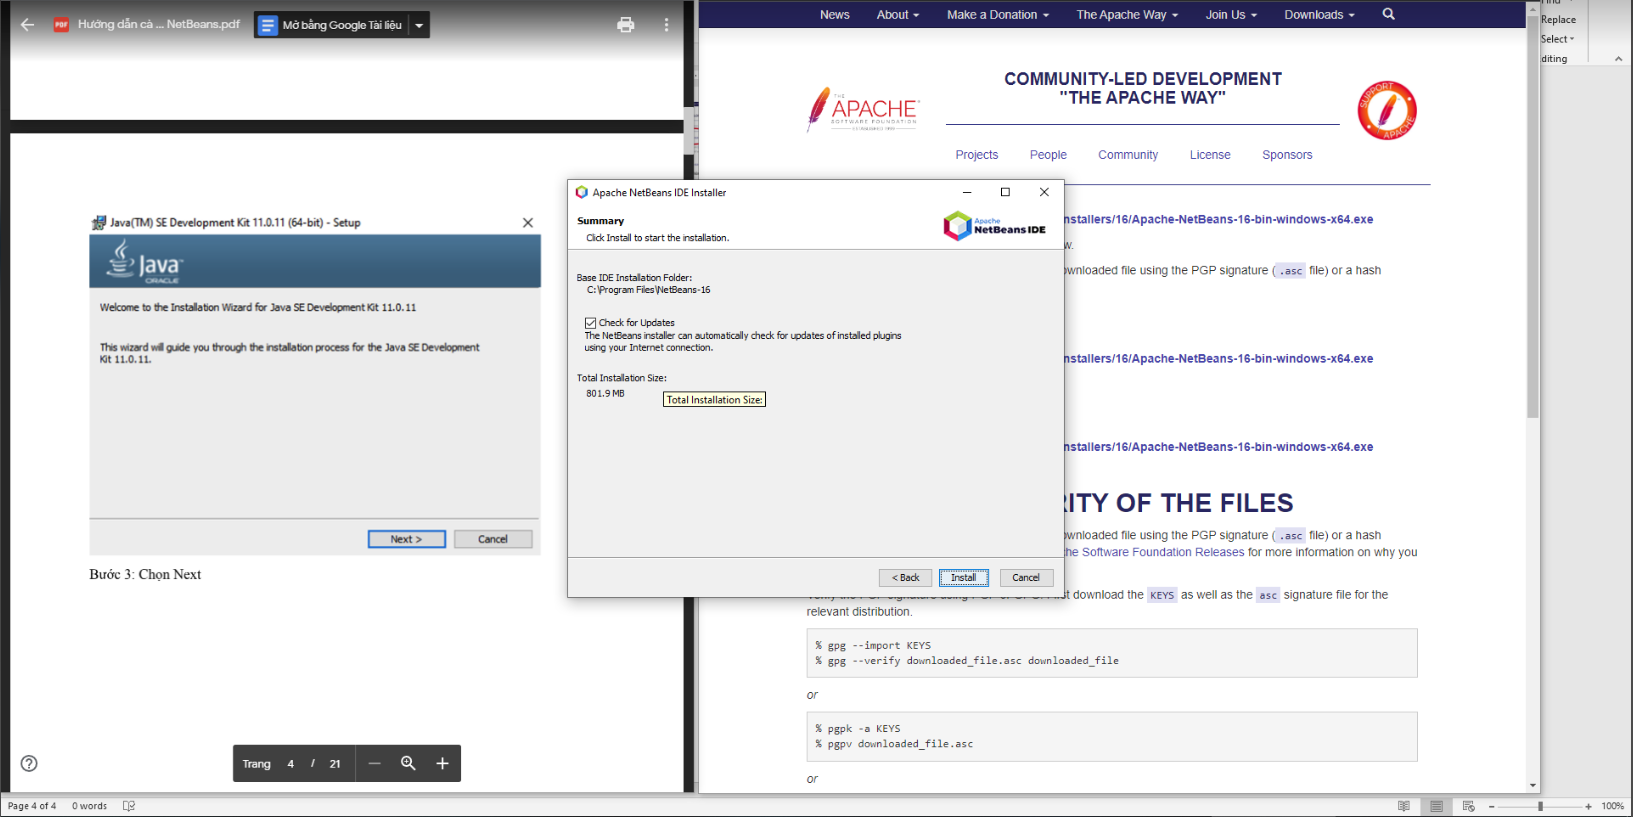 Hướng dẫn cà ... NetBeans.pdf
Mở bằng Google Tài liệu
Java(TM) SE Development Kit 11.0.11 (64-bit) - Setup
Java
ORACLE
Welcome to the Installation Wizard for Java SE Development Kit 11.0.11
This wizard will guide you through the installation process for the Java SE Development
Kit 11.0.11.
Next >
Cancel
Bước 3: Chọn Next
Trang 4 / 21
Page 4 of 4
0 words
News
About
Make a Donation
The Apache Way
Join Us
Downloads
THE
APACHE
SOFTWARE FOUNDATION
COMMUNITY-LED DEVELOPMENT
"THE APACHE WAY"
SUPPORT
APACHE
Projects
People
Community
License
Sponsors
Apache NetBeans IDE Installer
Summary
Click Install to start the installation.
Apache
NetBeans IDE
Base IDE Installation Folder:
C:\Program Files\NetBeans-16
Check for Updates
The NetBeans installer can automatically check for updates of installed plugins
using your Internet connection.
Total Installation Size:
801.9 MB
Total Installation Size:
< Back
Install
Cancel
nstallers/16/Apache-NetBeans-16-bin-windows-x64.exe
w.
ownloaded file using the PGP signature ( .asc file) or a hash
nstallers/16/Apache-NetBeans-16-bin-windows-x64.exe
nstallers/16/Apache-NetBeans-16-bin-windows-x64.exe
RITY OF THE FILES
ownloaded file using the PGP signature ( .asc file) or a hash
he Software Foundation Releases for more information on why you
st download the KEYS as well as the asc signature file for the
relevant distribution.
% gpg --import KEYS
% gpg --verify downloaded_file.asc downloaded_file
or
% pgpk -a KEYS
% pgpv downloaded_file.asc
or
Replace
Select
diting
100%